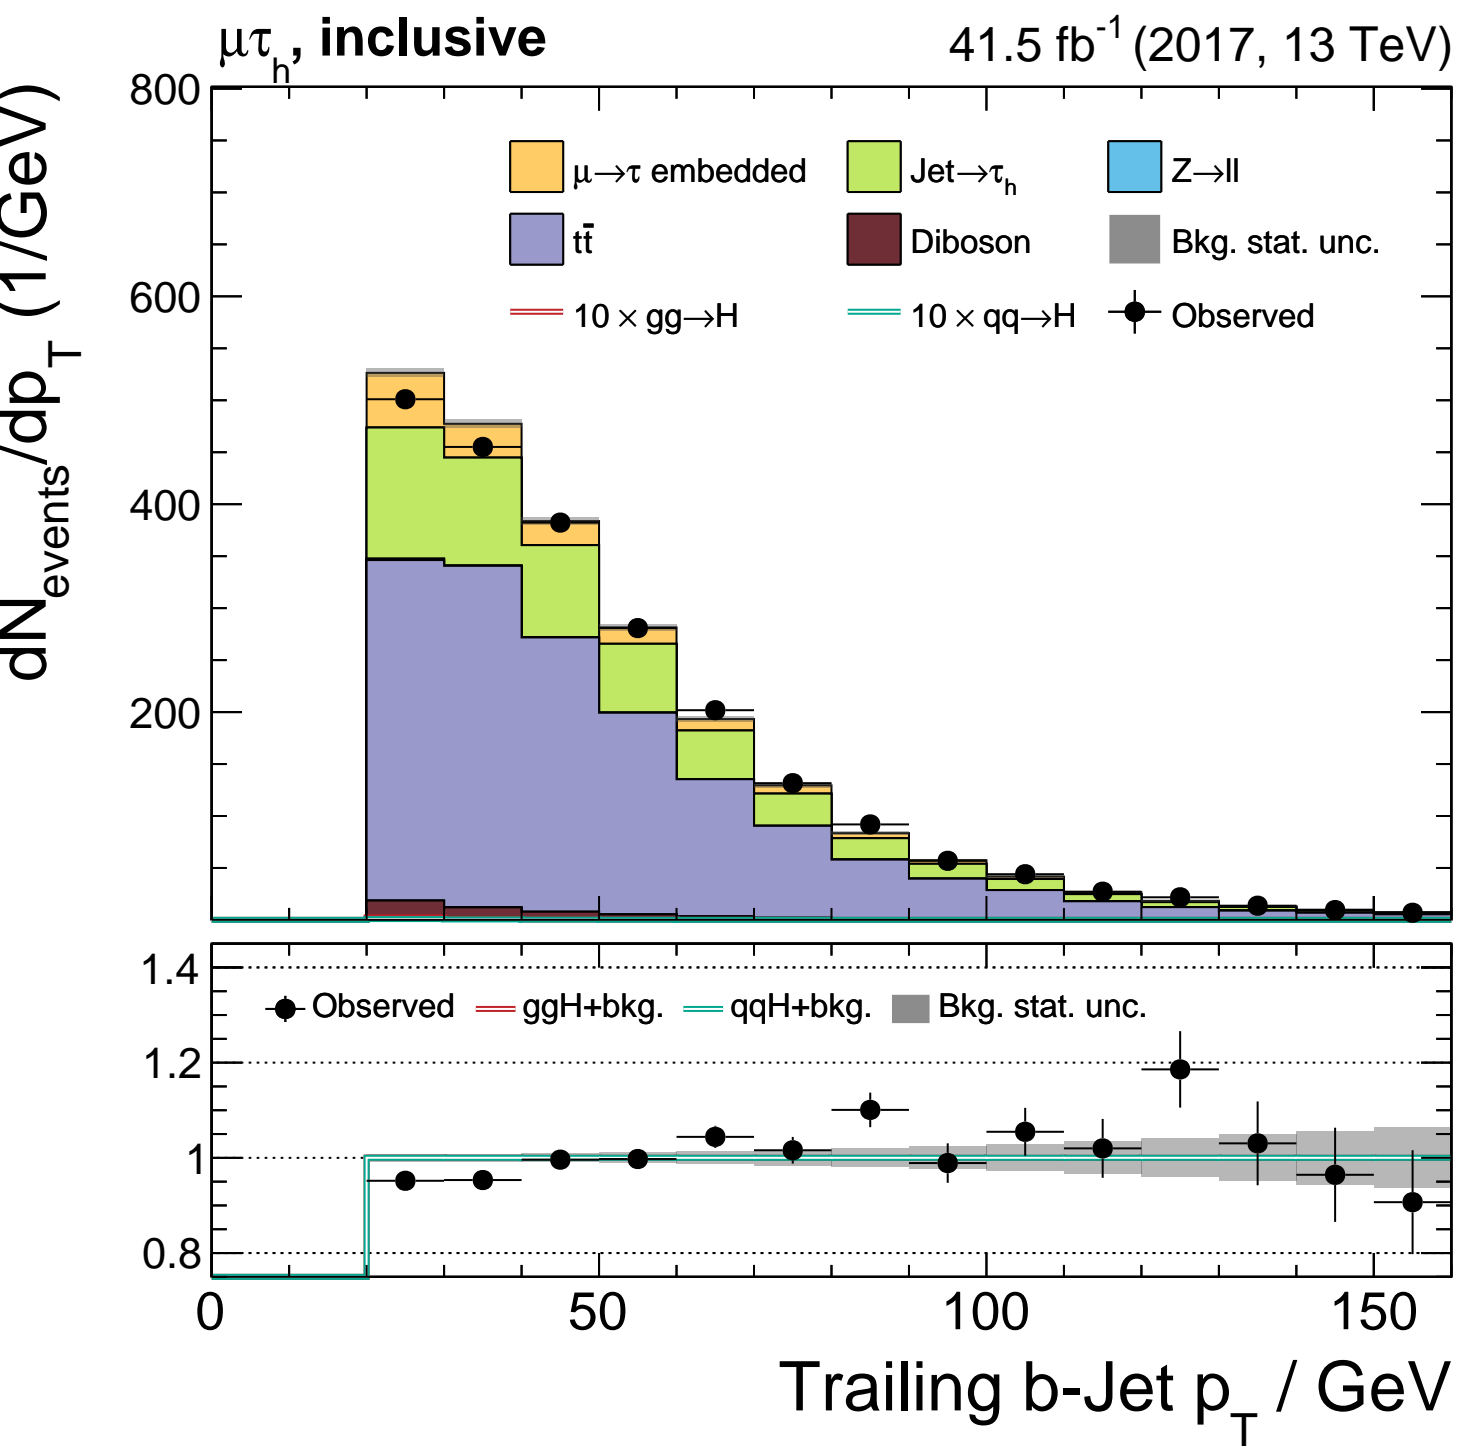 μτh, inclusive
41.5 fb-1 (2017, 13 TeV)
dNevents/dpT (1/GeV)
800
600
400
200
μ→τ embedded
Jet→τh
Z→ll
tt̄
Diboson
Bkg. stat. unc.
10 × gg→H
10 × qq→H
Observed
1.4
1.2
1
0.8
Observed
ggH+bkg.
qqH+bkg.
Bkg. stat. unc.
0
50
100
150
Trailing b-Jet pT / GeV